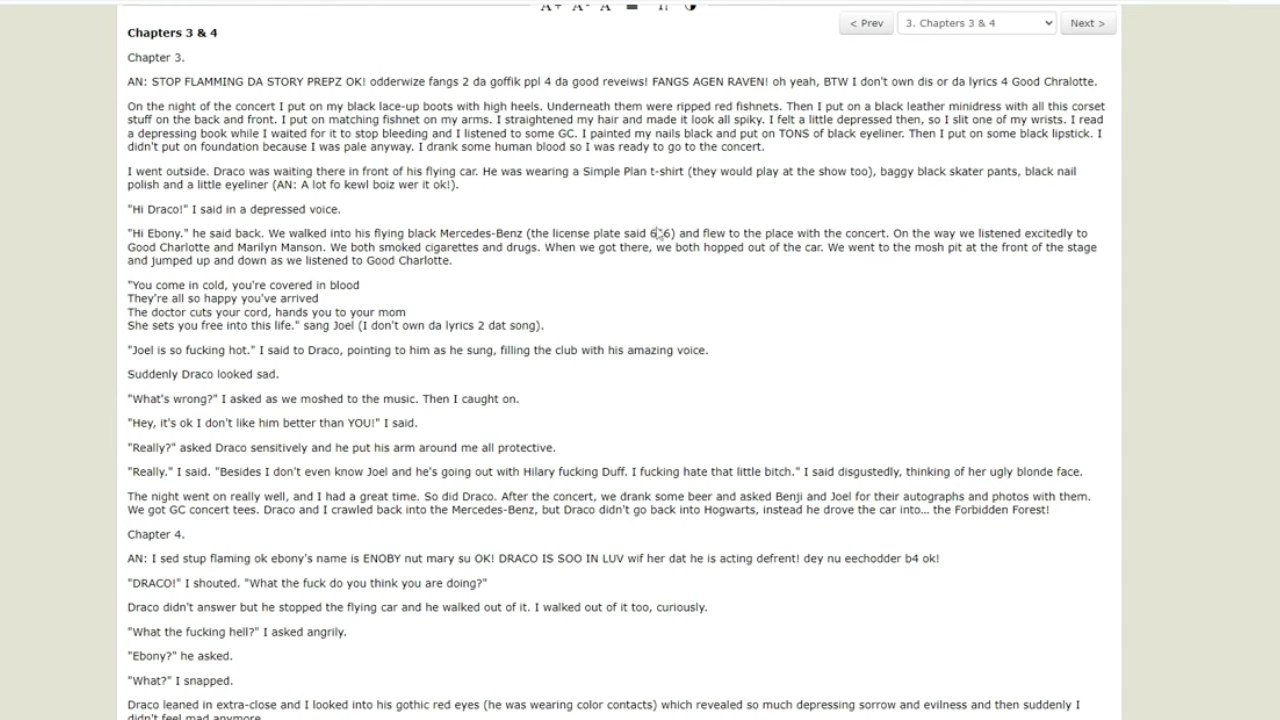 < Prev
3. Chapters 3 & 4
Next >
Chapters 3 & 4
Chapter 3.
AN: STOP FLAMMING DA STORY PREPZ OK! odderwize fangs 2 da goffik ppl 4 da good reveiws! FANGS AGEN RAVEN! oh yeah, BTW I don't own dis or da lyrics 4 Good Chralotte.
On the night of the concert I put on my black lace-up boots with high heels. Underneath them were ripped red fishnets. Then I put on a black leather minidress with all this corset
stuff on the back and front. I put on matching fishnet on my arms. I straightened my hair and made it look all spiky. I felt a little depressed then, so I slit one of my wrists. I read
a depressing book while I waited for it to stop bleeding and I listened to some GC. I painted my nails black and put on TONS of black eyeliner. Then I put on some black lipstick. I
didn't put on foundation because I was pale anyway. I drank some human blood so I was ready to go to the concert.
I went outside. Draco was waiting there in front of his flying car. He was wearing a Simple Plan t-shirt (they would play at the show too), baggy black skater pants, black nail
polish and a little eyeliner (AN: A lot fo kewl boiz wer it ok!).
"Hi Draco!" I said in a depressed voice.
"Hi Ebony." he said back. We walked into his flying black Mercedes-Benz (the license plate said 666) and flew to the place with the concert. On the way we listened excitedly to
Good Charlotte and Marilyn Manson. We both smoked cigarettes and drugs. When we got there, we both hopped out of the car. We went to the mosh pit at the front of the stage
and jumped up and down as we listened to Good Charlotte.
"You come in cold, you're covered in blood
They're all so happy you've arrived
The doctor cuts your cord, hands you to your mom
She sets you free into this life." sang Joel (I don't own da lyrics 2 dat song).
"Joel is so fucking hot." I said to Draco, pointing to him as he sung, filling the club with his amazing voice.
Suddenly Draco looked sad.
"What's wrong?" I asked as we moshed to the music. Then I caught on.
"Hey, it's ok I don't like him better than YOU!" I said.
"Really?" asked Draco sensitively and he put his arm around me all protective.
"Really." I said. "Besides I don't even know Joel and he's going out with Hilary fucking Duff. I fucking hate that little bitch." I said disgustedly, thinking of her ugly blonde face.
The night went on really well, and I had a great time. So did Draco. After the concert, we drank some beer and asked Benji and Joel for their autographs and photos with them.
We got GC concert tees. Draco and I crawled back into the Mercedes-Benz, but Draco didn't go back into Hogwarts, instead he drove the car into… the Forbidden Forest!
Chapter 4.
AN: I sed stup flaming ok ebony's name is ENOBY nut mary su OK! DRACO IS SOO IN LUV wif her dat he is acting defrent! dey nu eechodder b4 ok!
"DRACO!" I shouted. "What the fuck do you think you are doing?"
Draco didn't answer but he stopped the flying car and he walked out of it. I walked out of it too, curiously.
"What the fucking hell?" I asked angrily.
"Ebony?" he asked.
"What?" I snapped.
Draco leaned in extra-close and I looked into his gothic red eyes (he was wearing color contacts) which revealed so much depressing sorrow and evilness and then suddenly I
didn't feel mad anymore.